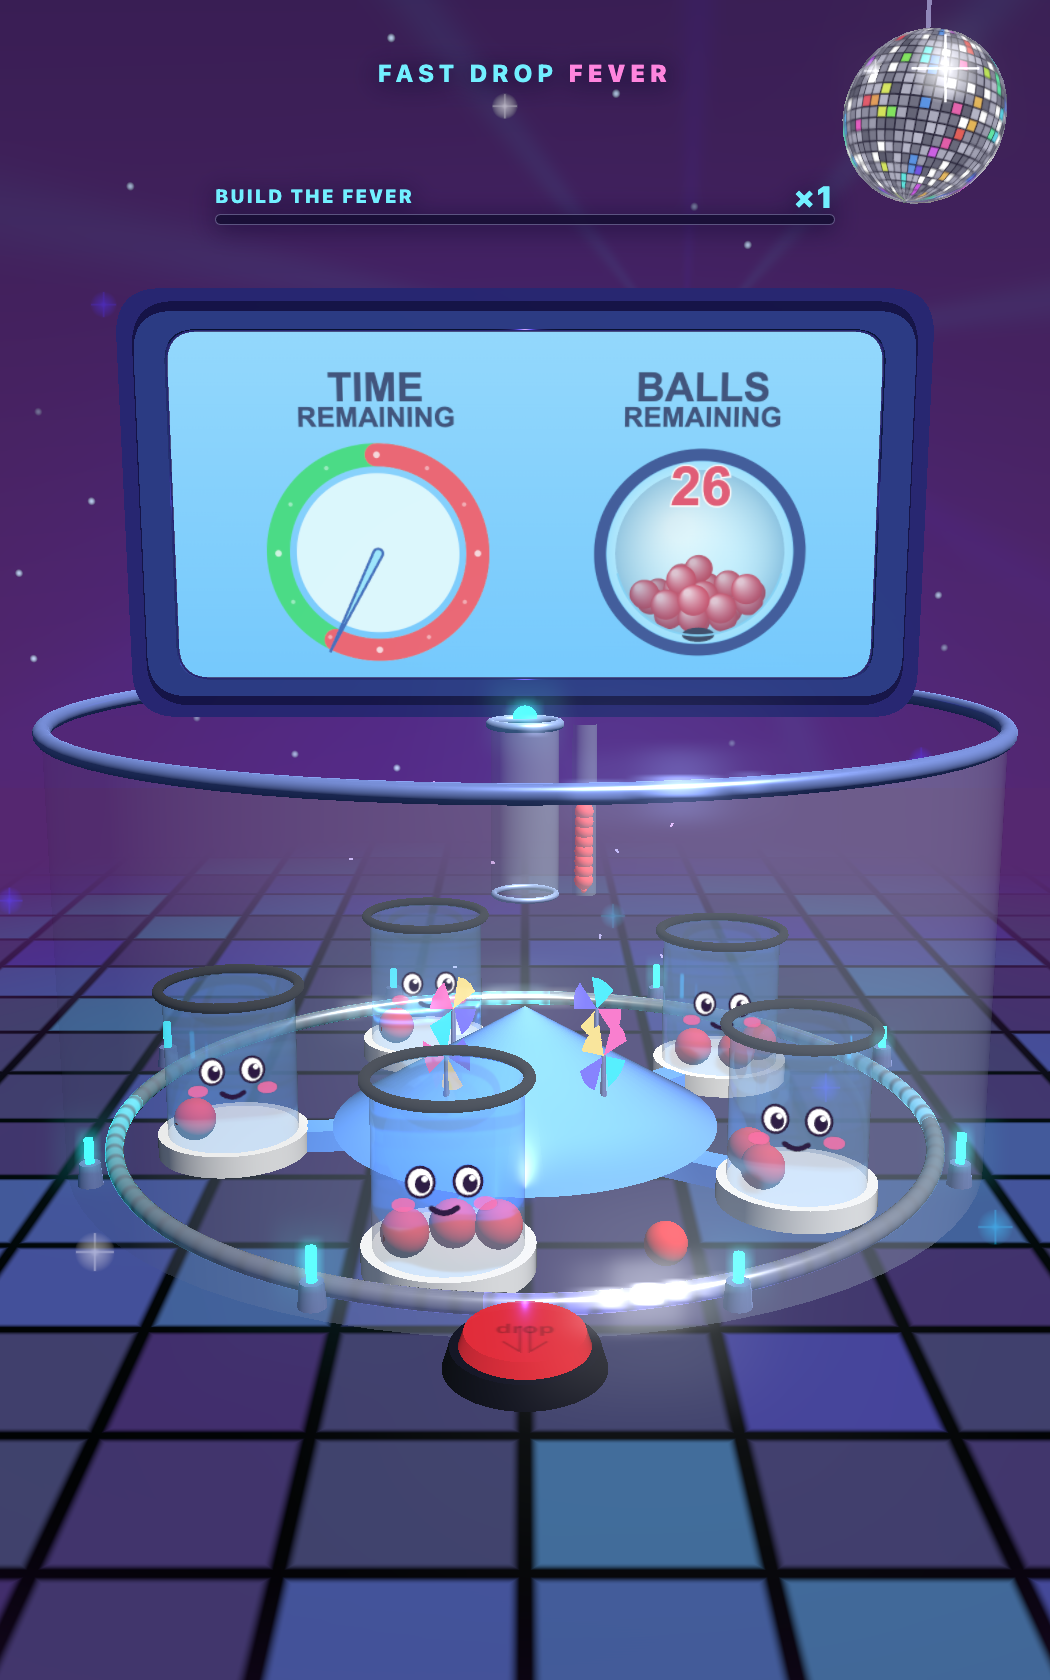 FAST DROP FEVER
BUILD THE FEVER
×1
TIME
REMAINING
BALLS
REMAINING
26
drop